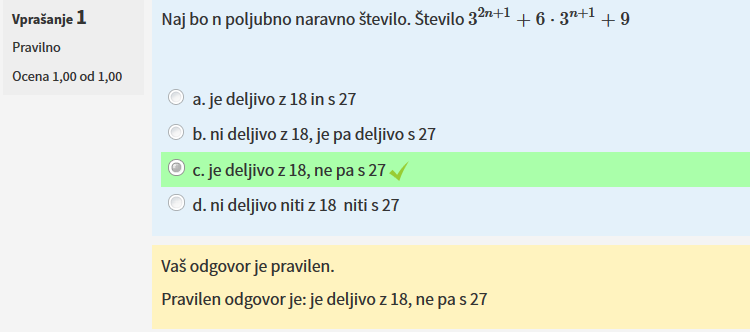 Vprašanje 1
Pravilno
Ocena 1,00 od 1,00
Naj bo n poljubno naravno število. Število 3^{2n+1} + 6 · 3^{n+1} + 9
a. je deljivo z 18 in s 27
b. ni deljivo z 18, je pa deljivo s 27
c. je deljivo z 18, ne pa s 27
d. ni deljivo niti z 18 niti s 27
Vaš odgovor je pravilen.
Pravilen odgovor je: je deljivo z 18, ne pa s 27